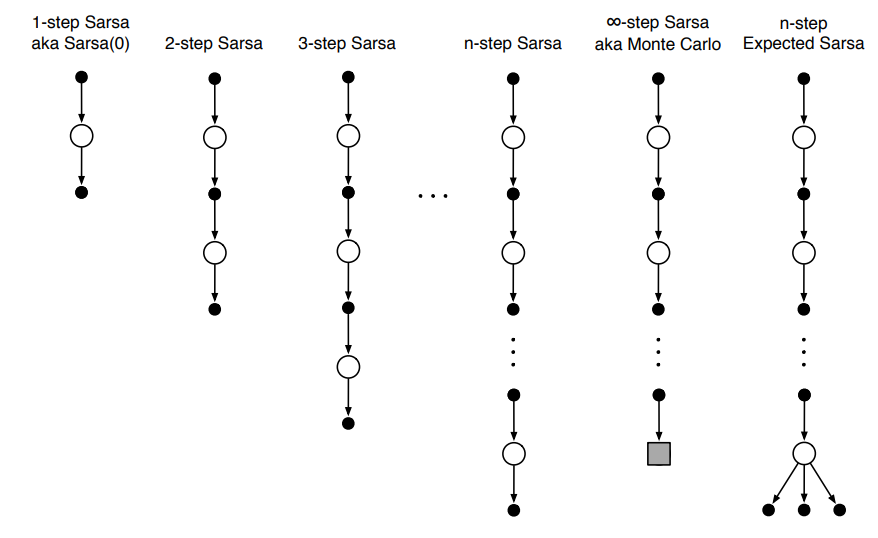 1-step Sarsa
aka Sarsa(0)
2-step Sarsa
3-step Sarsa
n-step Sarsa
∞-step Sarsa
aka Monte Carlo
n-step
Expected Sarsa